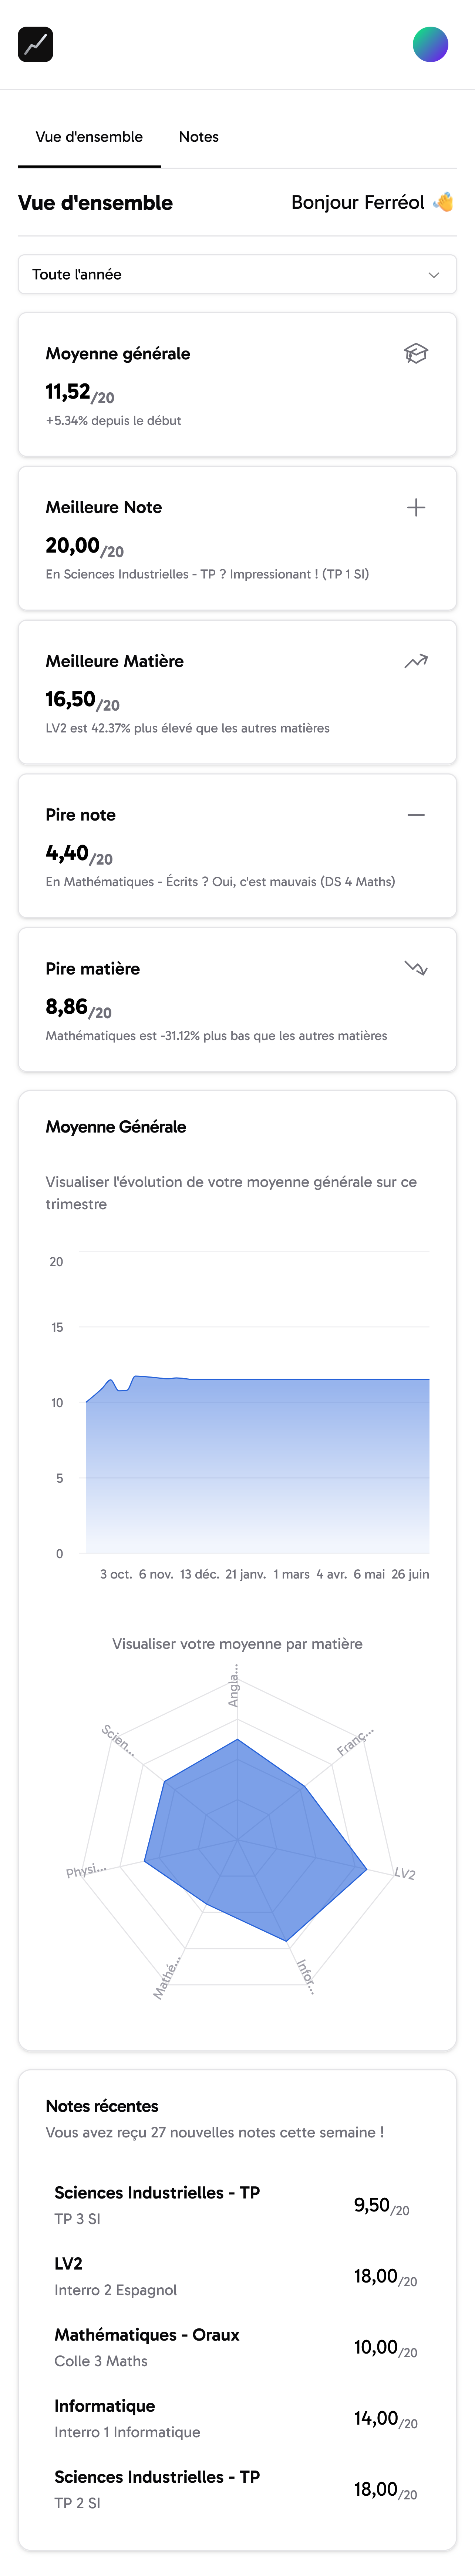 Vue d'ensemble Notes
Vue d'ensemble Bonjour Ferréol 👋
Toute l'année
Moyenne générale
11,52/20
+5.34% depuis le début
Meilleure Note
20,00/20
En Sciences Industrielles - TP ? Impressionant ! (TP 1 SI)
Meilleure Matière
16,50/20
LV2 est 42.37% plus élevé que les autres matières
Pire note
4,40/20
En Mathématiques - Écrits ? Oui, c'est mauvais (DS 4 Maths)
Pire matière
8,86/20
Mathématiques est -31.12% plus bas que les autres matières
Moyenne Générale
Visualiser l'évolution de votre moyenne générale sur ce
trimestre
20
15
10
5
0
3 oct. 6 nov. 13 déc. 21 janv. 1 mars 4 avr. 6 mai 26 juin
Visualiser votre moyenne par matière
Angla...
Franç...
LV2
Infor...
Mathé...
Physi...
Scien...
Notes récentes
Vous avez reçu 27 nouvelles notes cette semaine !
Sciences Industrielles - TP
TP 3 SI
9,50/20
LV2
Interro 2 Espagnol
18,00/20
Mathématiques - Oraux
Colle 3 Maths
10,00/20
Informatique
Interro 1 Informatique
14,00/20
Sciences Industrielles - TP
TP 2 SI
18,00/20